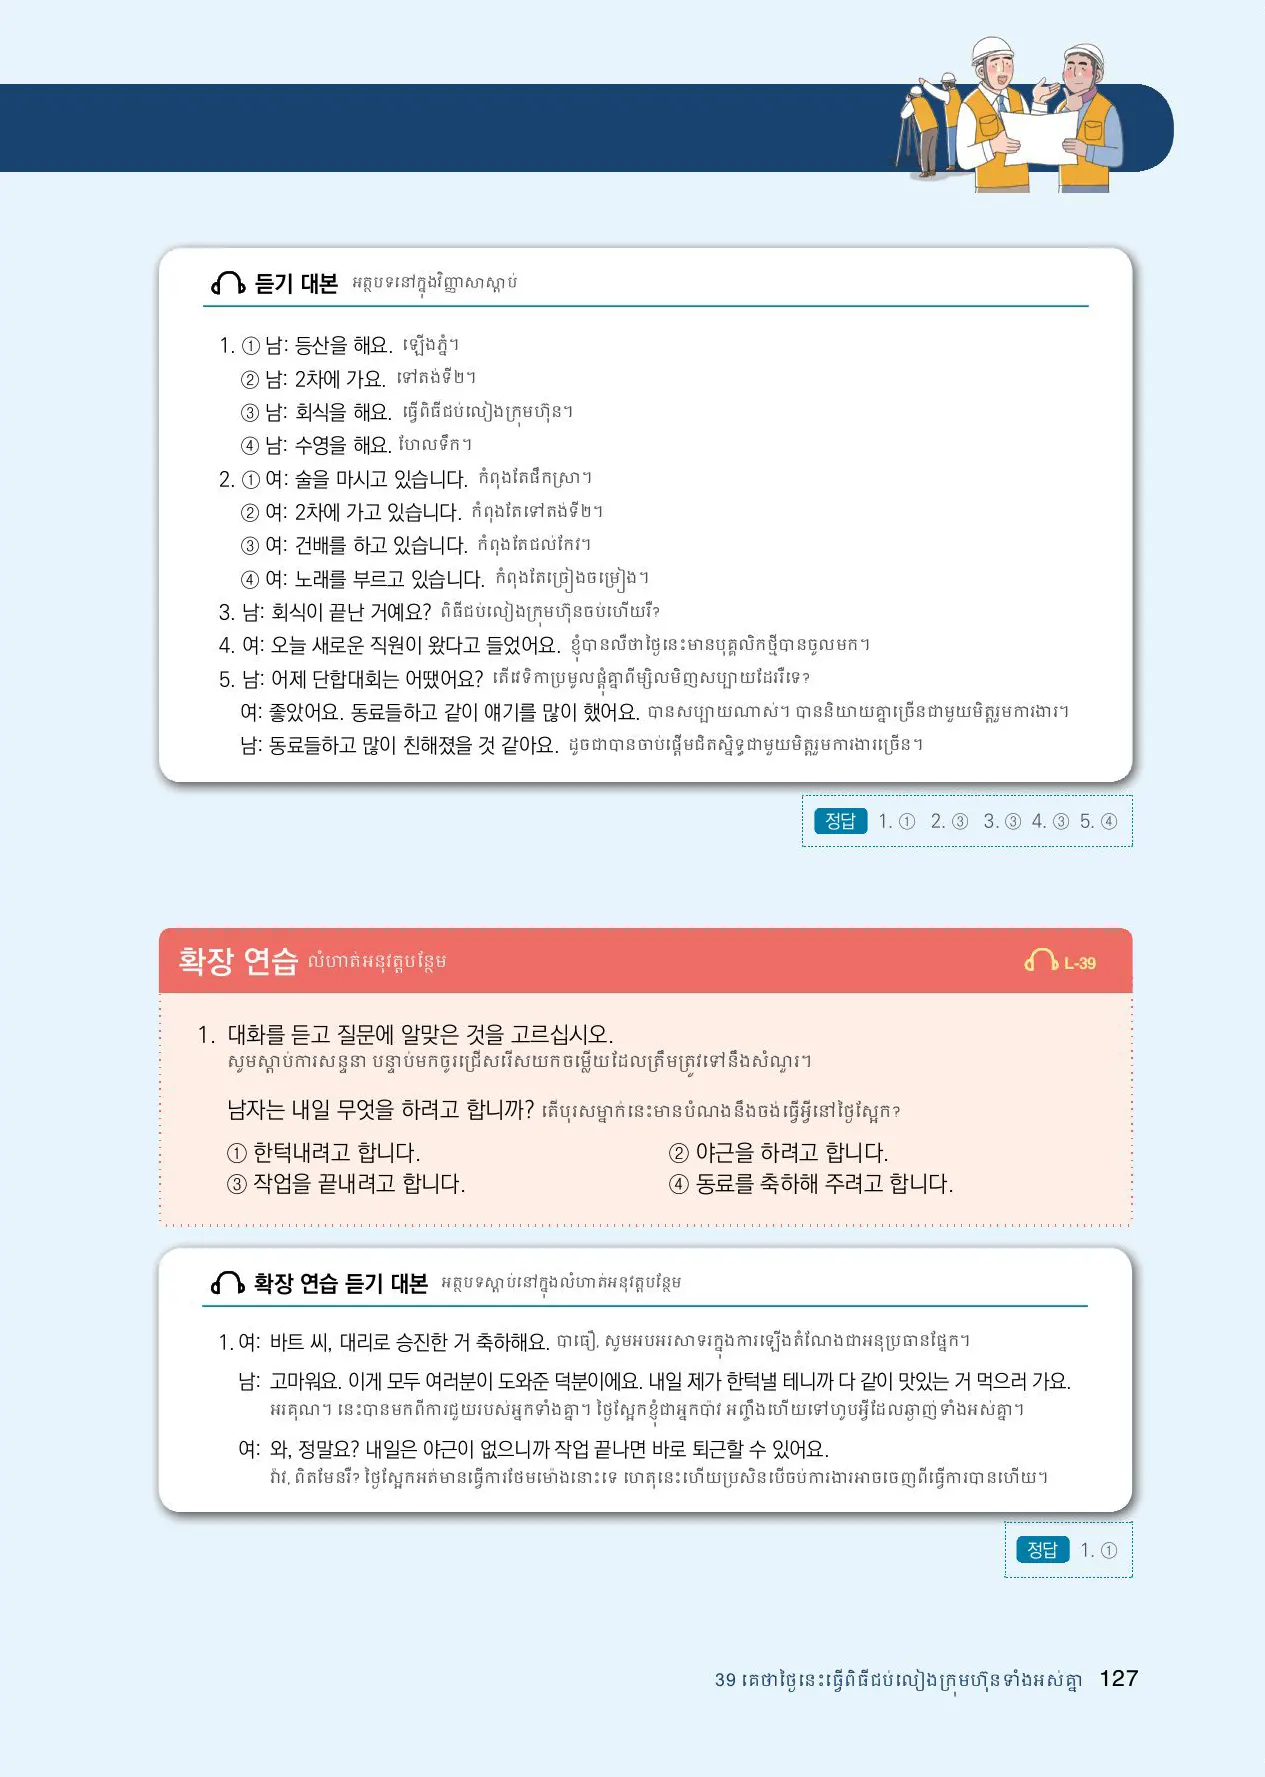 듣기 대본 អត្ថបទនៅក្នុងវិញ្ញាសាស្តាប់
1. ① 남: 등산을 해요. ឡើងភ្នំ។
② 남: 2차에 가요. ទៅតង់ទី២។
③ 남: 회식을 해요. ធ្វើពិធីជប់លៀងក្រុមហ៊ុន។
④ 남: 수영을 해요. ហែលទឹក។
2. ① 여: 술을 마시고 있습니다. កំពុងតែផឹកស្រា។
② 여: 2차에 가고 있습니다. កំពុងតែទៅតង់ទី២។
③ 여: 건배를 하고 있습니다. កំពុងតែជល់កែវ។
④ 여: 노래를 부르고 있습니다. កំពុងតែច្រៀងចម្រៀង។
3. 남: 회식이 끝난 거예요? ពិធីជប់លៀងក្រុមហ៊ុនចប់ហើយរឺ?
4. 여: 오늘 새로운 직원이 왔다고 들었어요. ខ្ញុំបានលឺថាថ្ងៃនេះមានបុគ្គលិកថ្មីបានចូលមក។
5. 남: 어제 단합대회는 어땠어요? តើវេទិកាប្រមូលផ្តុំគ្នាពីម្សិលមិញសប្បាយដែររឺទេ?
여: 좋았어요. 동료들하고 같이 얘기를 많이 했어요. បានសប្បាយណាស់។ បាននិយាយគ្នាច្រើនជាមួយមិត្តរួមការងារ។
남: 동료들하고 많이 친해졌을 것 같아요. ដូចជាបានចាប់ផ្តើមជិតស្និទ្ធជាមួយមិត្តរួមការងារច្រើន។
정답 1. ① 2. ③ 3. ③ 4. ③ 5. ④
확장 연습 លំហាត់អនុវត្តបន្ថែម L-39
1. 대화를 듣고 질문에 알맞은 것을 고르십시오.
សូមស្តាប់ការសន្ទនា បន្ទាប់មកចូរជ្រើសរើសយកចម្លើយដែលត្រឹមត្រូវទៅនឹងសំណួរ។
남자는 내일 무엇을 하려고 합니까? តើបុរសម្នាក់នេះមានបំណងនឹងចង់ធ្វើអ្វីនៅថ្ងៃស្អែក?
① 한턱내려고 합니다. ② 야근을 하려고 합니다.
③ 작업을 끝내려고 합니다. ④ 동료를 축하해 주려고 합니다.
확장 연습 듣기 대본 អត្ថបទស្តាប់នៅក្នុងលំហាត់អនុវត្តបន្ថែម
1. 여: 바트 씨, 대리로 승진한 거 축하해요. បាធឿ, សូមអបអរសាទរក្នុងការឡើងតំណែងជាអនុប្រធានផ្នែក។
남: 고마워요. 이게 모두 여러분이 도와준 덕분이에요. 내일 제가 한턱낼 테니까 다 같이 맛있는 거 먹으러 가요.
អរគុណ។ នេះបានមកពីការជួយរបស់អ្នកទាំងគ្នា។ ថ្ងៃស្អែកខ្ញុំជាអ្នកប៉ាវ អញ្ចឹងហើយទៅហូបអ្វីដែលឆ្ងាញ់ទាំងអស់គ្នា។
여: 와, 정말요? 내일은 야근이 없으니까 작업 끝나면 바로 퇴근할 수 있어요.
វ៉ាវ, ពិតមែនរឺ? ថ្ងៃស្អែកអត់មានធ្វើការថែមម៉ោងនោះទេ ហេតុនេះហើយប្រសិនបើចប់ការងារអាចចេញពីធ្វើការបានហើយ។
정답 1. ①
39 គេថាថ្ងៃនេះធ្វើពិធីជប់លៀងក្រុមហ៊ុនទាំងអស់គ្នា 127